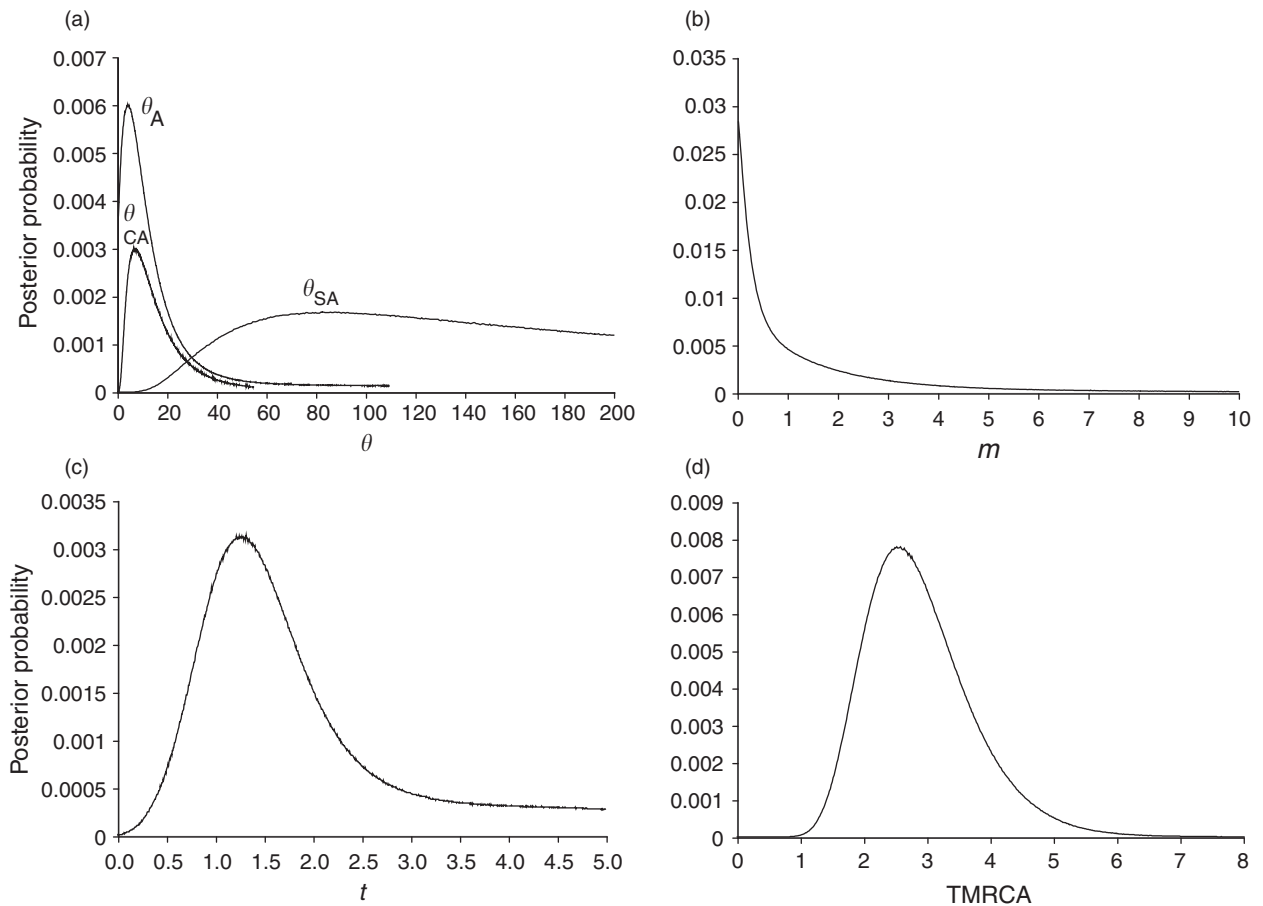 (a)
Posterior probability
0.007
0.006
0.005
0.004
0.003
0.002
0.001
0
θA
θCA
θSA
0 20 40 60 80 100 120 140 160 180 200
θ
(b)
0.035
0.03
0.025
0.02
0.015
0.01
0.005
0
0 1 2 3 4 5 6 7 8 9 10
m
(c)
Posterior probability
0.0035
0.003
0.0025
0.002
0.0015
0.001
0.0005
0
0.0 0.5 1.0 1.5 2.0 2.5 3.0 3.5 4.0 4.5 5.0
t
(d)
0.009
0.008
0.007
0.006
0.005
0.004
0.003
0.002
0.001
0
0 1 2 3 4 5 6 7 8
TMRCA